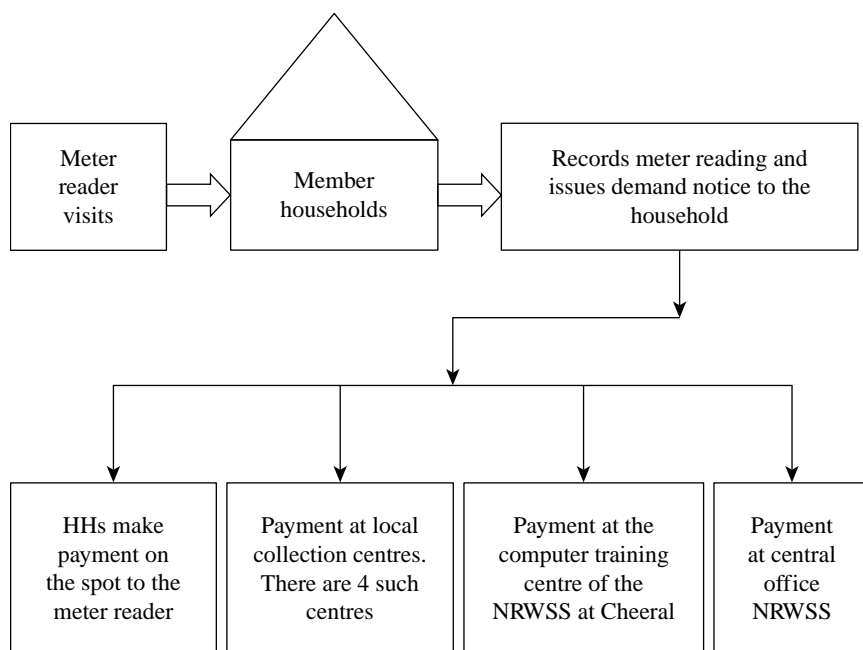 Meter
reader
visits
Member
households
Records meter reading and
issues demand notice to the
household
HHs make
payment on
the spot to the
meter reader
Payment at local
collection centres.
There are 4 such
centres
Payment at the
computer training
centre of the
NRWSS at Cheeral
Payment
at central
office
NRWSS